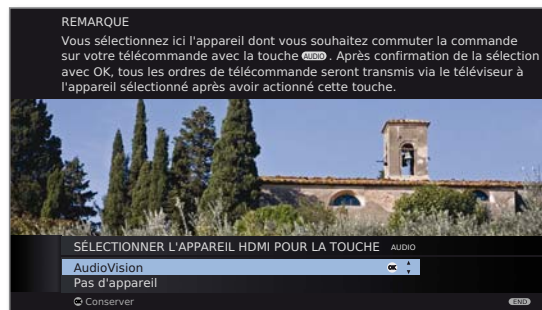 REMARQUE
Vous sélectionnez ici l'appareil dont vous souhaitez commuter la commande
sur votre télécommande avec la touche AUDIO . Après confirmation de la sélection
avec OK, tous les ordres de télécommande seront transmis via le téléviseur à
l'appareil sélectionné après avoir actionné cette touche.
SÉLECTIONNER L'APPAREIL HDMI POUR LA TOUCHE AUDIO
AudioVision OK
Pas d'appareil
OK Conserver END